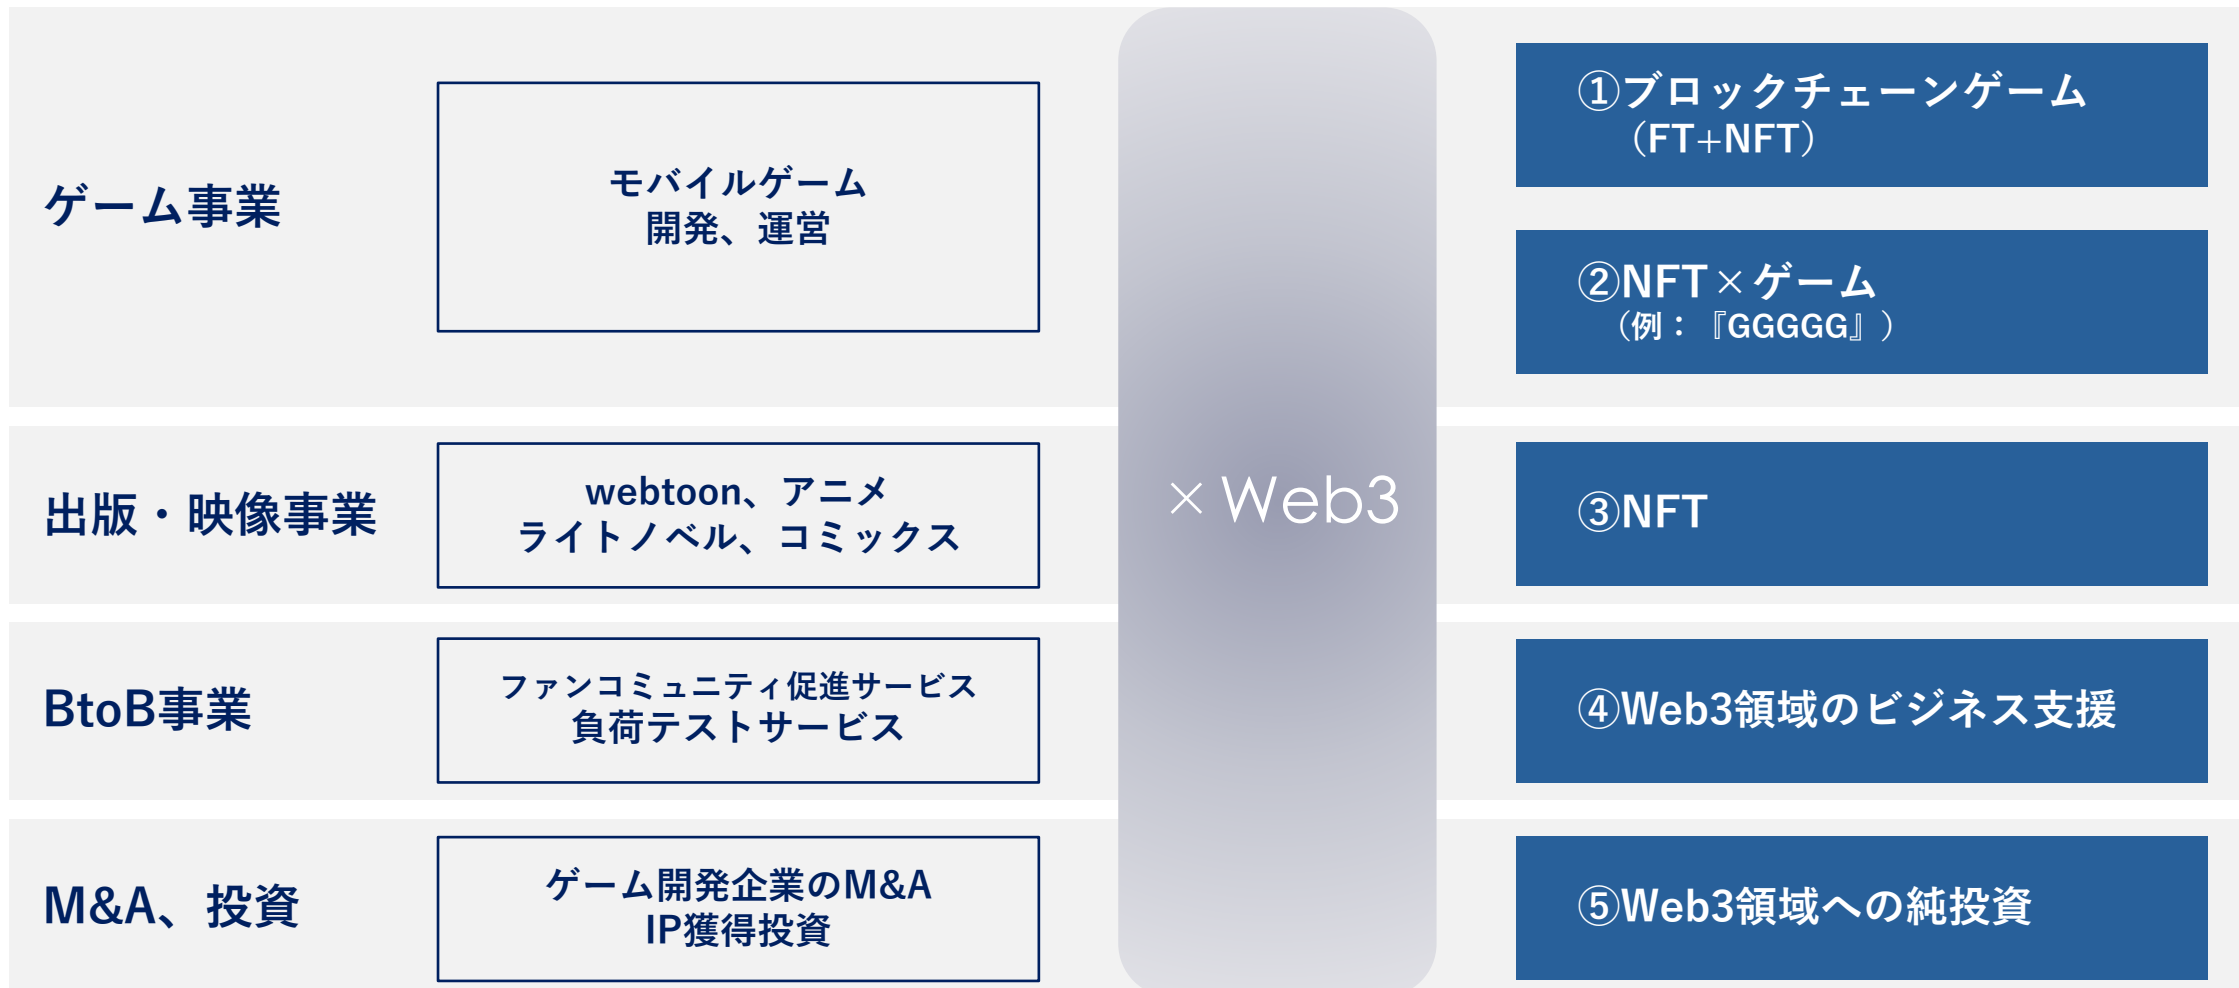 ゲーム事業
モバイルゲーム
開発、運営
①ブロックチェーンゲーム
（FT+NFT）
②NFT×ゲーム
（例：『GGGGG』）
出版・映像事業
webtoon、アニメ
ライトノベル、コミックス
×Web3
③NFT
BtoB事業
ファンコミュニティ促進サービス
負荷テストサービス
④Web3領域のビジネス支援
M&A、投資
ゲーム開発企業のM&A
IP獲得投資
⑤Web3領域への純投資